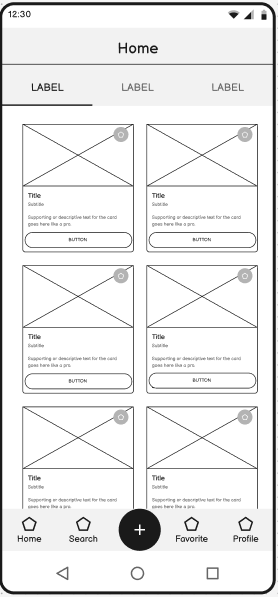 12:30
Home
LABEL LABEL LABEL
Title Title
Subtitle Subtitle
Supporting or descriptive text for the card Supporting or descriptive text for the card
goes here like a pro. goes here like a pro.
BUTTON BUTTON
Title Title
Subtitle Subtitle
Supporting or descriptive text for the card Supporting or descriptive text for the card
goes here like a pro. goes here like a pro.
BUTTON BUTTON
Title Title
Subtitle Subtitle
Supporting or descriptive text for the card Supporting or descriptive text for the card
goes here like a pro. goes here like a pro.
Home Search + Favorite Profile